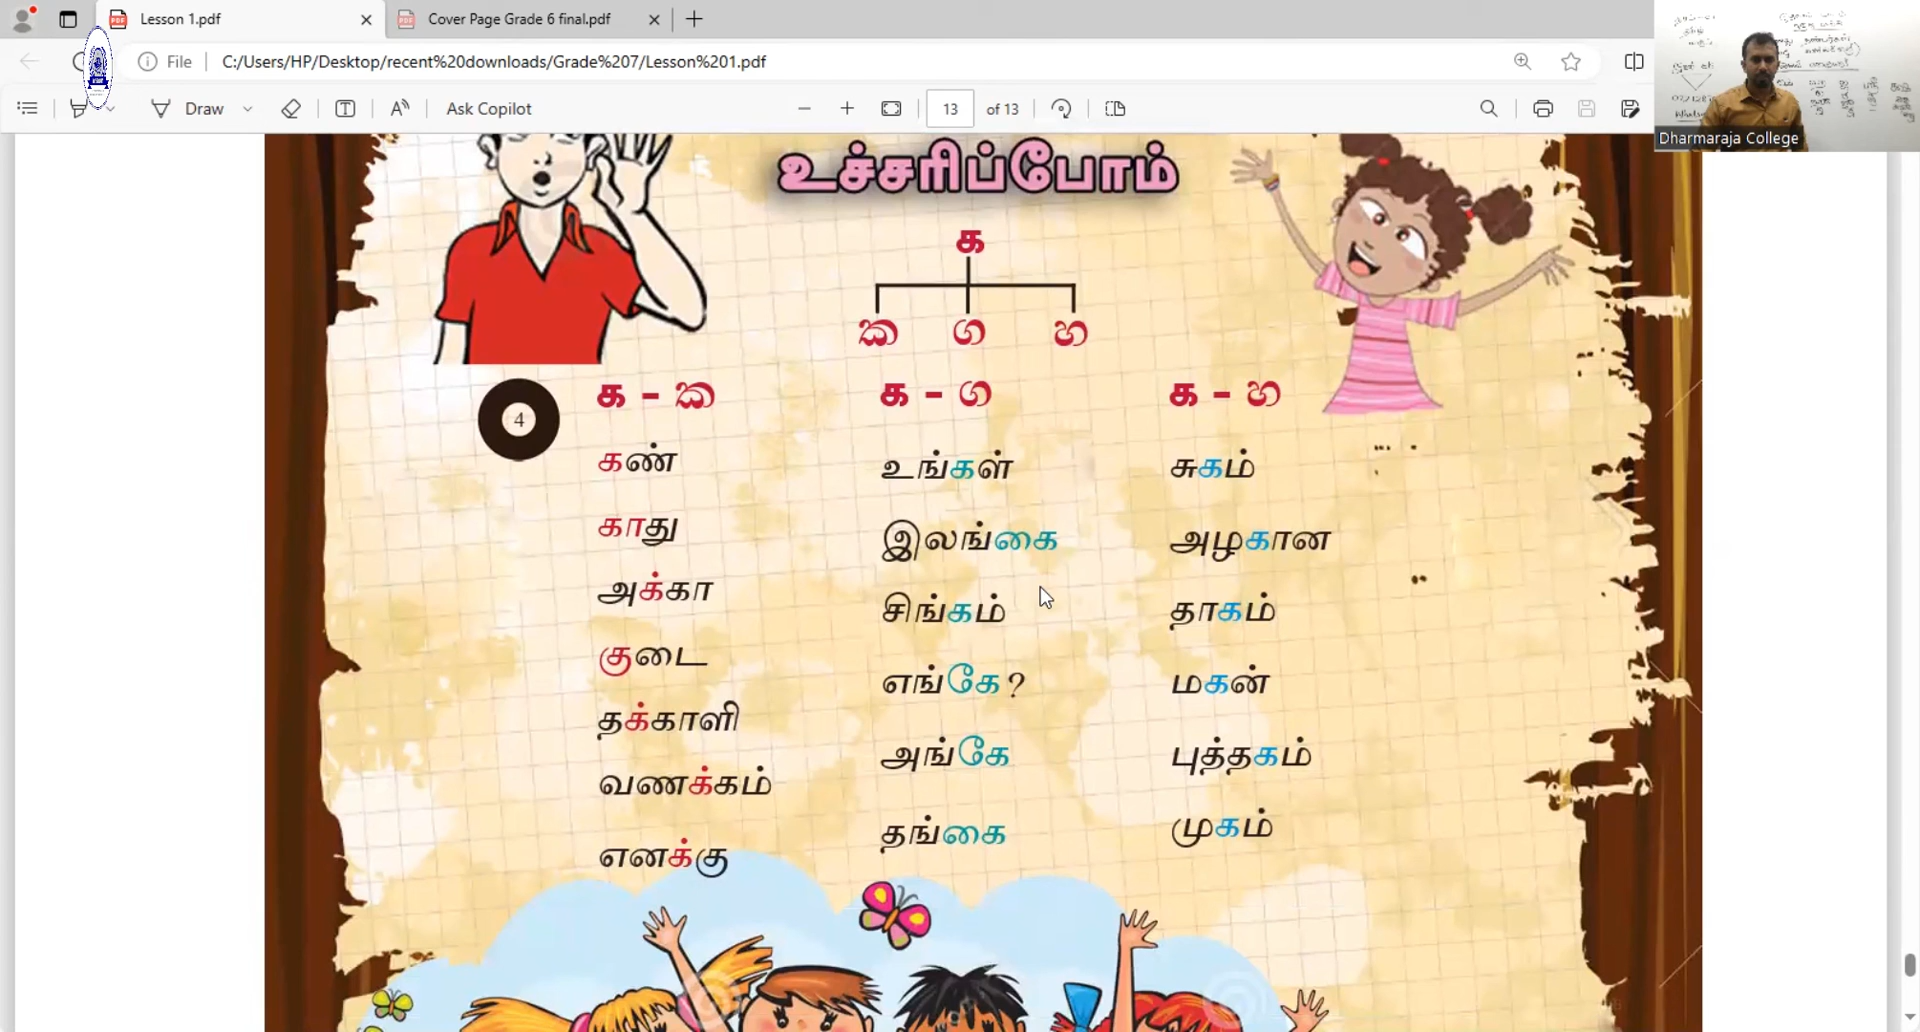 Lesson 1.pdf
Cover Page Grade 6 final.pdf
File C:/Users/HP/Desktop/recent%20downloads/Grade%207/Lesson%201.pdf
Draw Ask Copilot 13 of 13
Dharmaraja College
உச்சரிப்போம்
க
ක ග හ
க - ක
க - ග
க - හ
4
கண்
உங்கள்
சுகம்
காது
இலங்கை
அழகான
அக்கா
சிங்கம்
தாகம்
குடை
எங்கே?
மகன்
தக்காளி
அங்கே
புத்தகம்
வணக்கம்
தங்கை
முகம்
எனக்கு